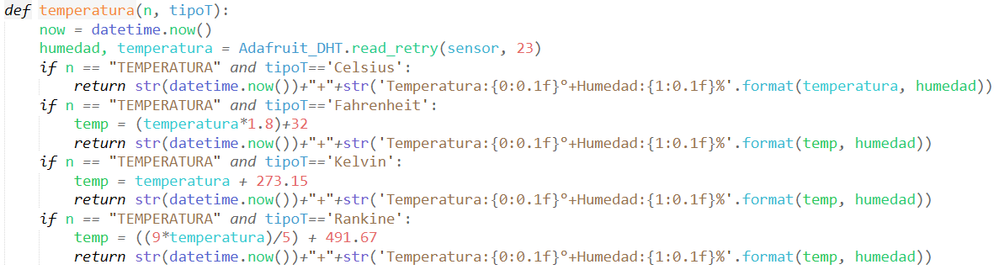 def temperatura(n, tipoT):
    now = datetime.now()
    humedad, temperatura = Adafruit_DHT.read_retry(sensor, 23)
    if n == "TEMPERATURA" and tipoT=='Celsius':
        return str(datetime.now())+"+"+str('Temperatura:{0:0.1f}º+Humedad:{1:0.1f}%'.format(temperatura, humedad))
    if n == "TEMPERATURA" and tipoT=='Fahrenheit':
        temp = (temperatura*1.8)+32
        return str(datetime.now())+"+"+str('Temperatura:{0:0.1f}º+Humedad:{1:0.1f}%'.format(temp, humedad))
    if n == "TEMPERATURA" and tipoT=='Kelvin':
        temp = temperatura + 273.15
        return str(datetime.now())+"+"+str('Temperatura:{0:0.1f}º+Humedad:{1:0.1f}%'.format(temp, humedad))
    if n == "TEMPERATURA" and tipoT=='Rankine':
        temp = ((9*temperatura)/5) + 491.67
        return str(datetime.now())+"+"+str('Temperatura:{0:0.1f}º+Humedad:{1:0.1f}%'.format(temp, humedad))